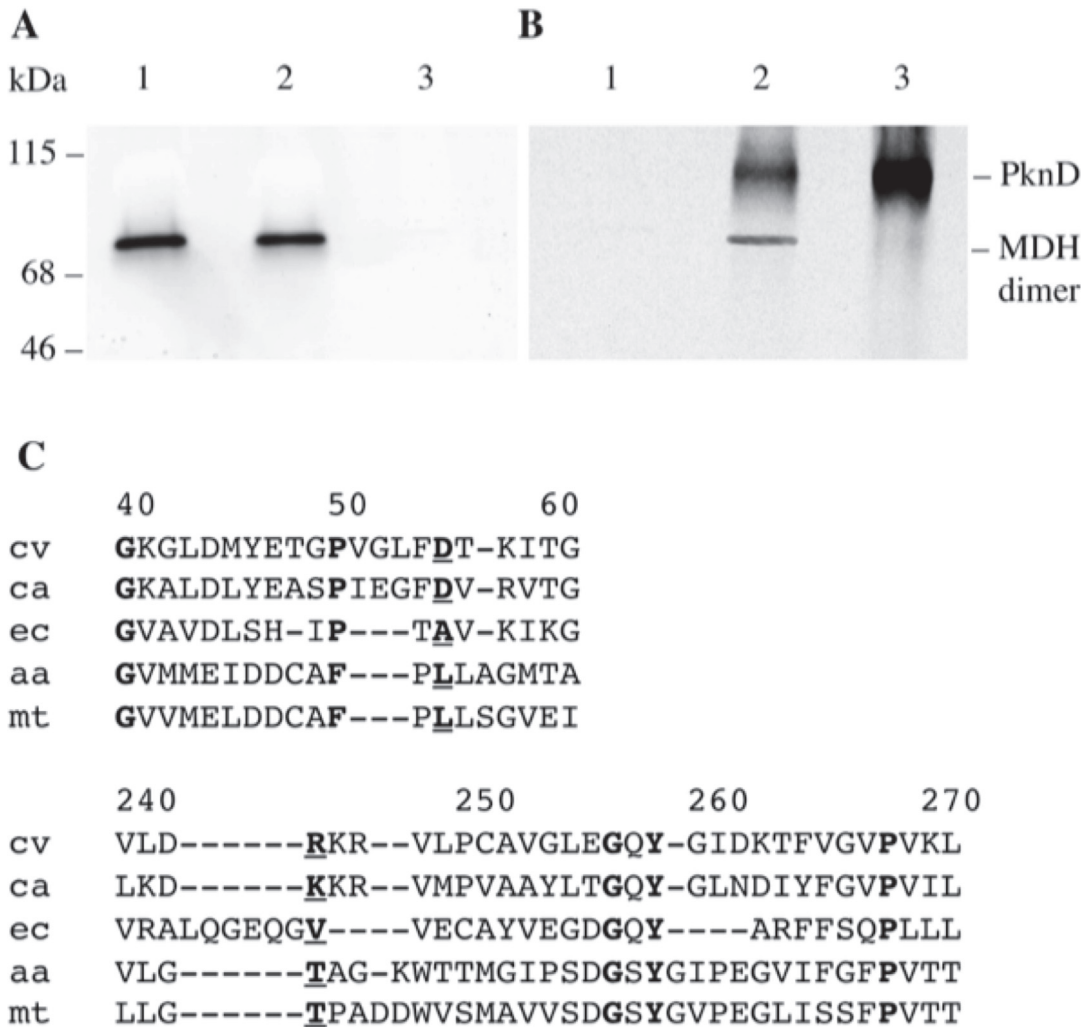 A B
kDa 1 2 3 1 2 3
115 –
– PknD
– MDH
68 –
dimer
46 –
C
40 50 60
cv GKGLDMYETGPVGLFDT-KITG
ca GKALDLYEASPIEGFDV-RVTG
ec GVAVDLSH-IP---TAV-KIKG
aa GVMMEIDDCAF---PLLAGMTA
mt GVVMELDDCAF---PLLSGVEI
240 250 260 270
cv VLD------RKR--VLPCAVGLEGQY-GIDKTFVGVPVKL
ca LKD------KKR--VMPVAAYLTGQY-GLNDIYFGVPVIL
ec VRALQGEQGV----VECAYVEGDGQY----ARFFSQPLLL
aa VLG------TAG-KWTTMGIPSDGSYGIPEGVIFGFPVTT
mt LLG------TPADDWVSMAVVSDGSYGVPEGLISSFPVTT